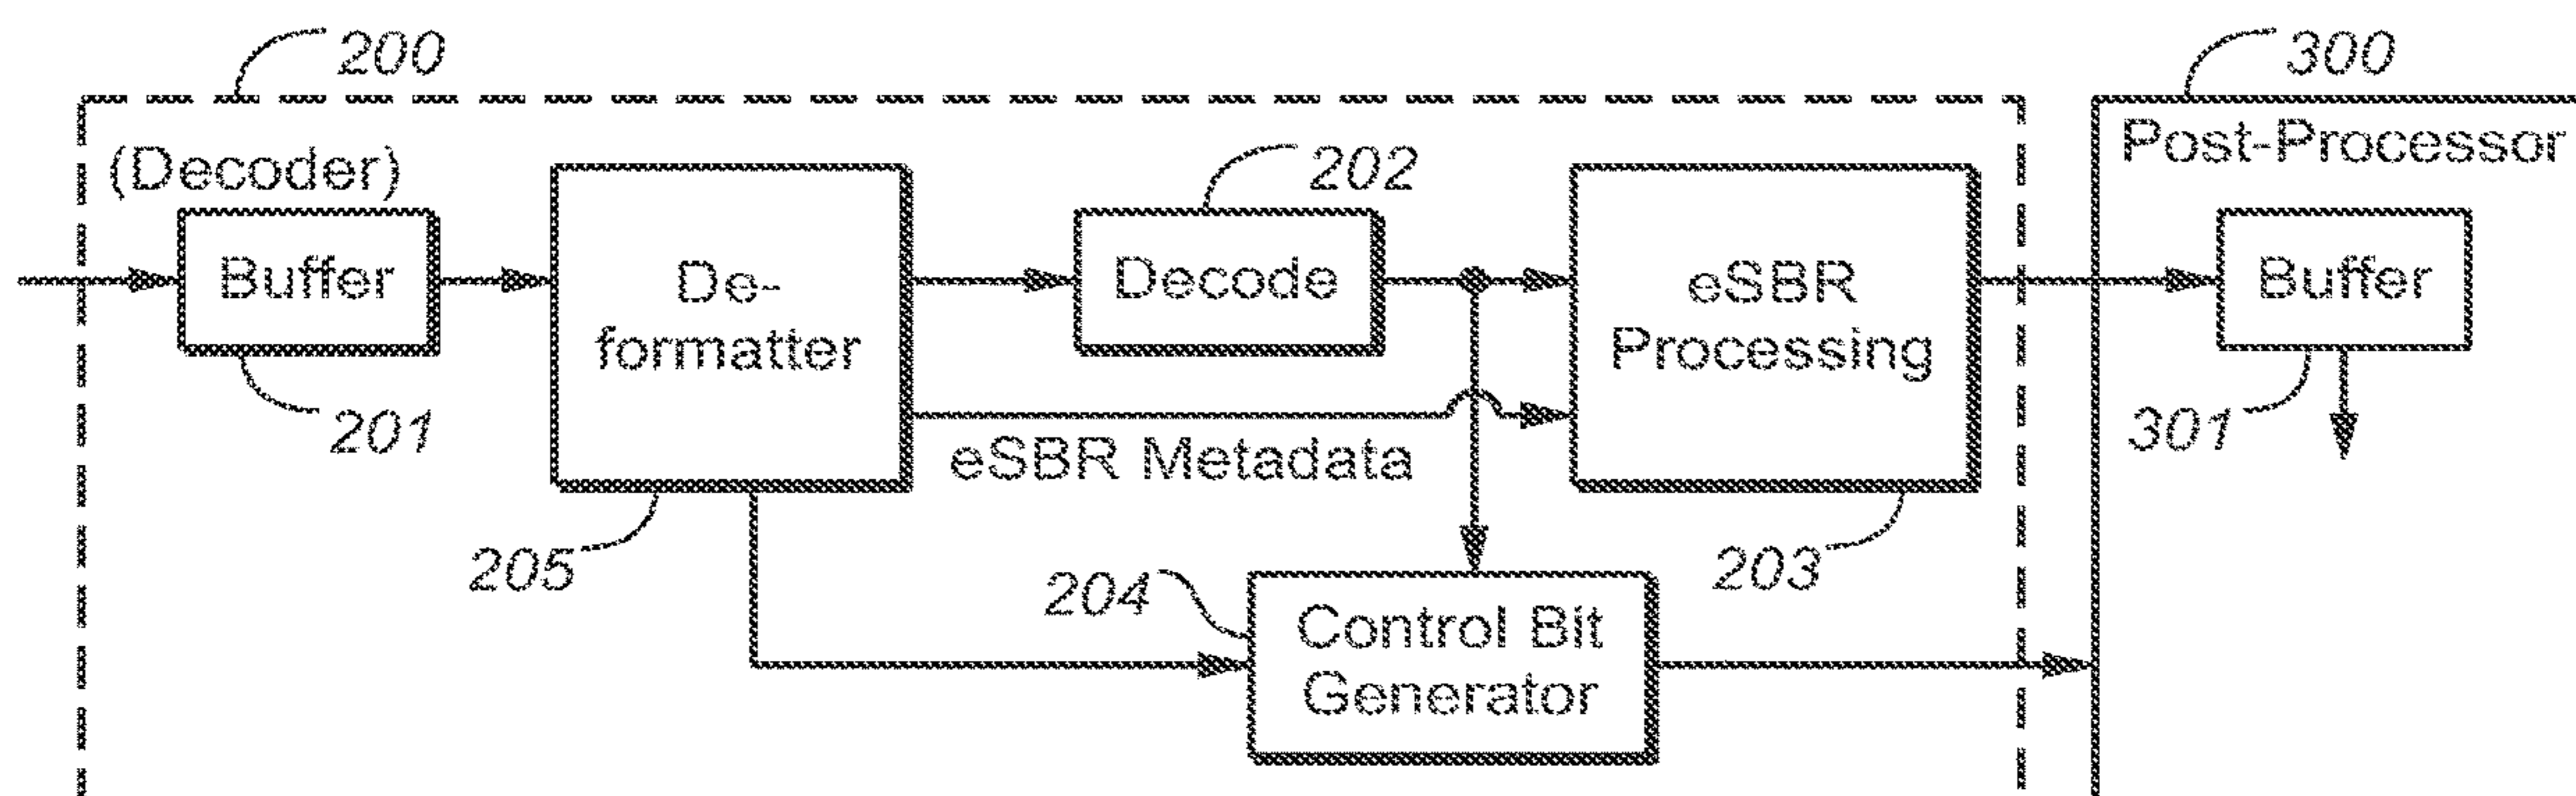 200
300
(Decoder)
Post-Processor
202
Buffer
De-
formatter
Decode
eSBR
Processing
Buffer
201
eSBR Metadata
301
205
204
203
Control Bit
Generator